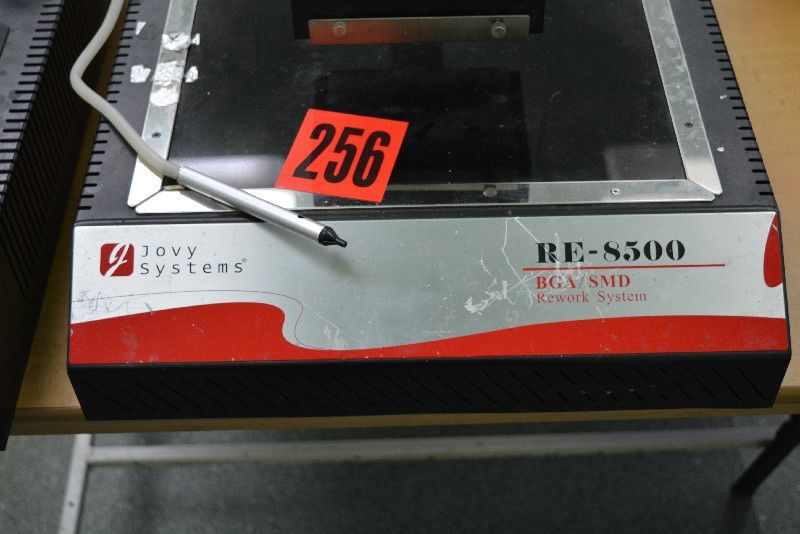 256
Jovy
Systems®
RE-8500
BGA/SMD
Rework System